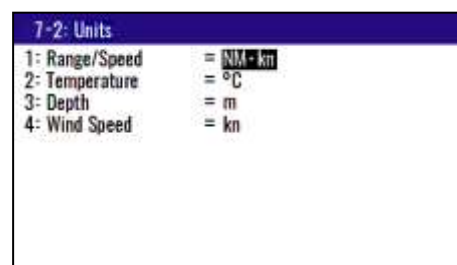 7-2: Units
1: Range/Speed = NM•kn
2: Temperature = °C
3: Depth = m
4: Wind Speed = kn